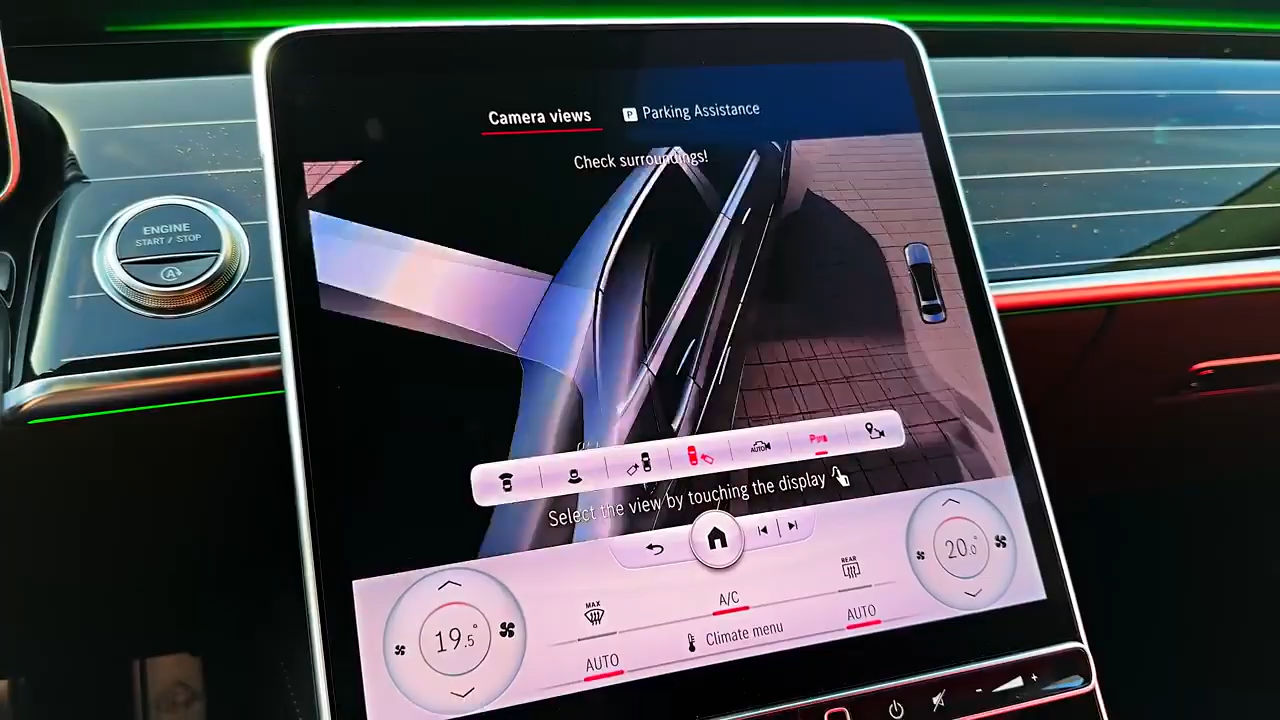 Camera views
P Parking Assistance
Check surroundings!
ENGINE
START / STOP
A
AUTO
Select the view by touching the display
19.5°
MAX
A/C
REAR
20.0°
AUTO
Climate menu
AUTO
- +